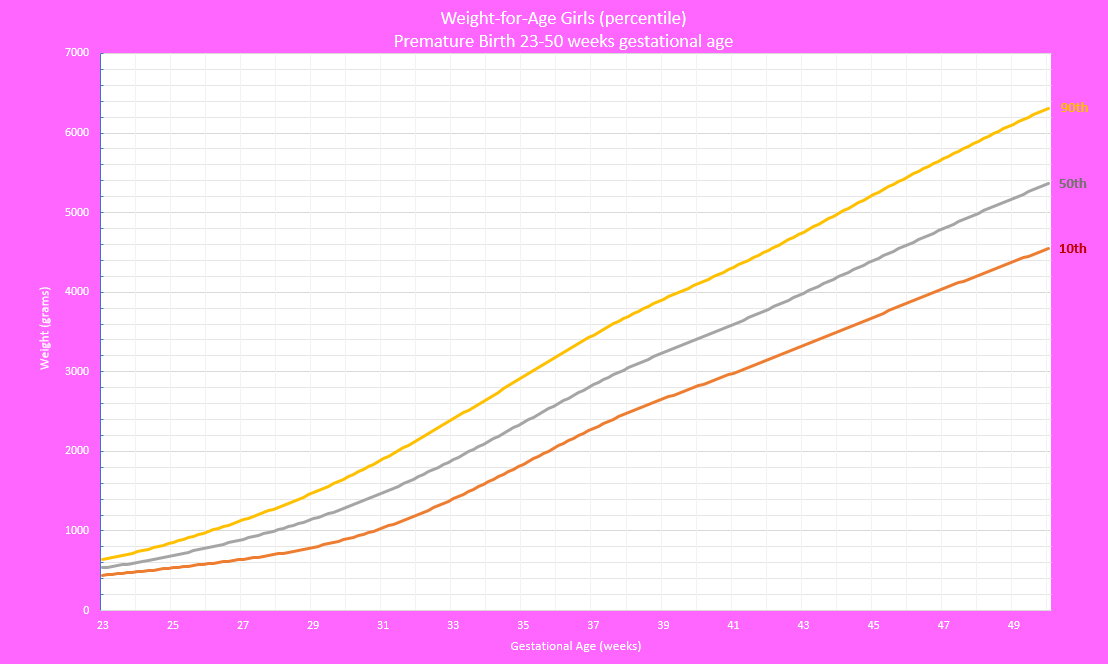 Weight-for-Age Girls (percentile)
Premature Birth 23-50 weeks gestational age
7000
6000
5000
4000
3000
2000
1000
0
Weight (grams)
90th
50th
10th
23 25 27 29 31 33 35 37 39 41 43 45 47 49
Gestational Age (weeks)